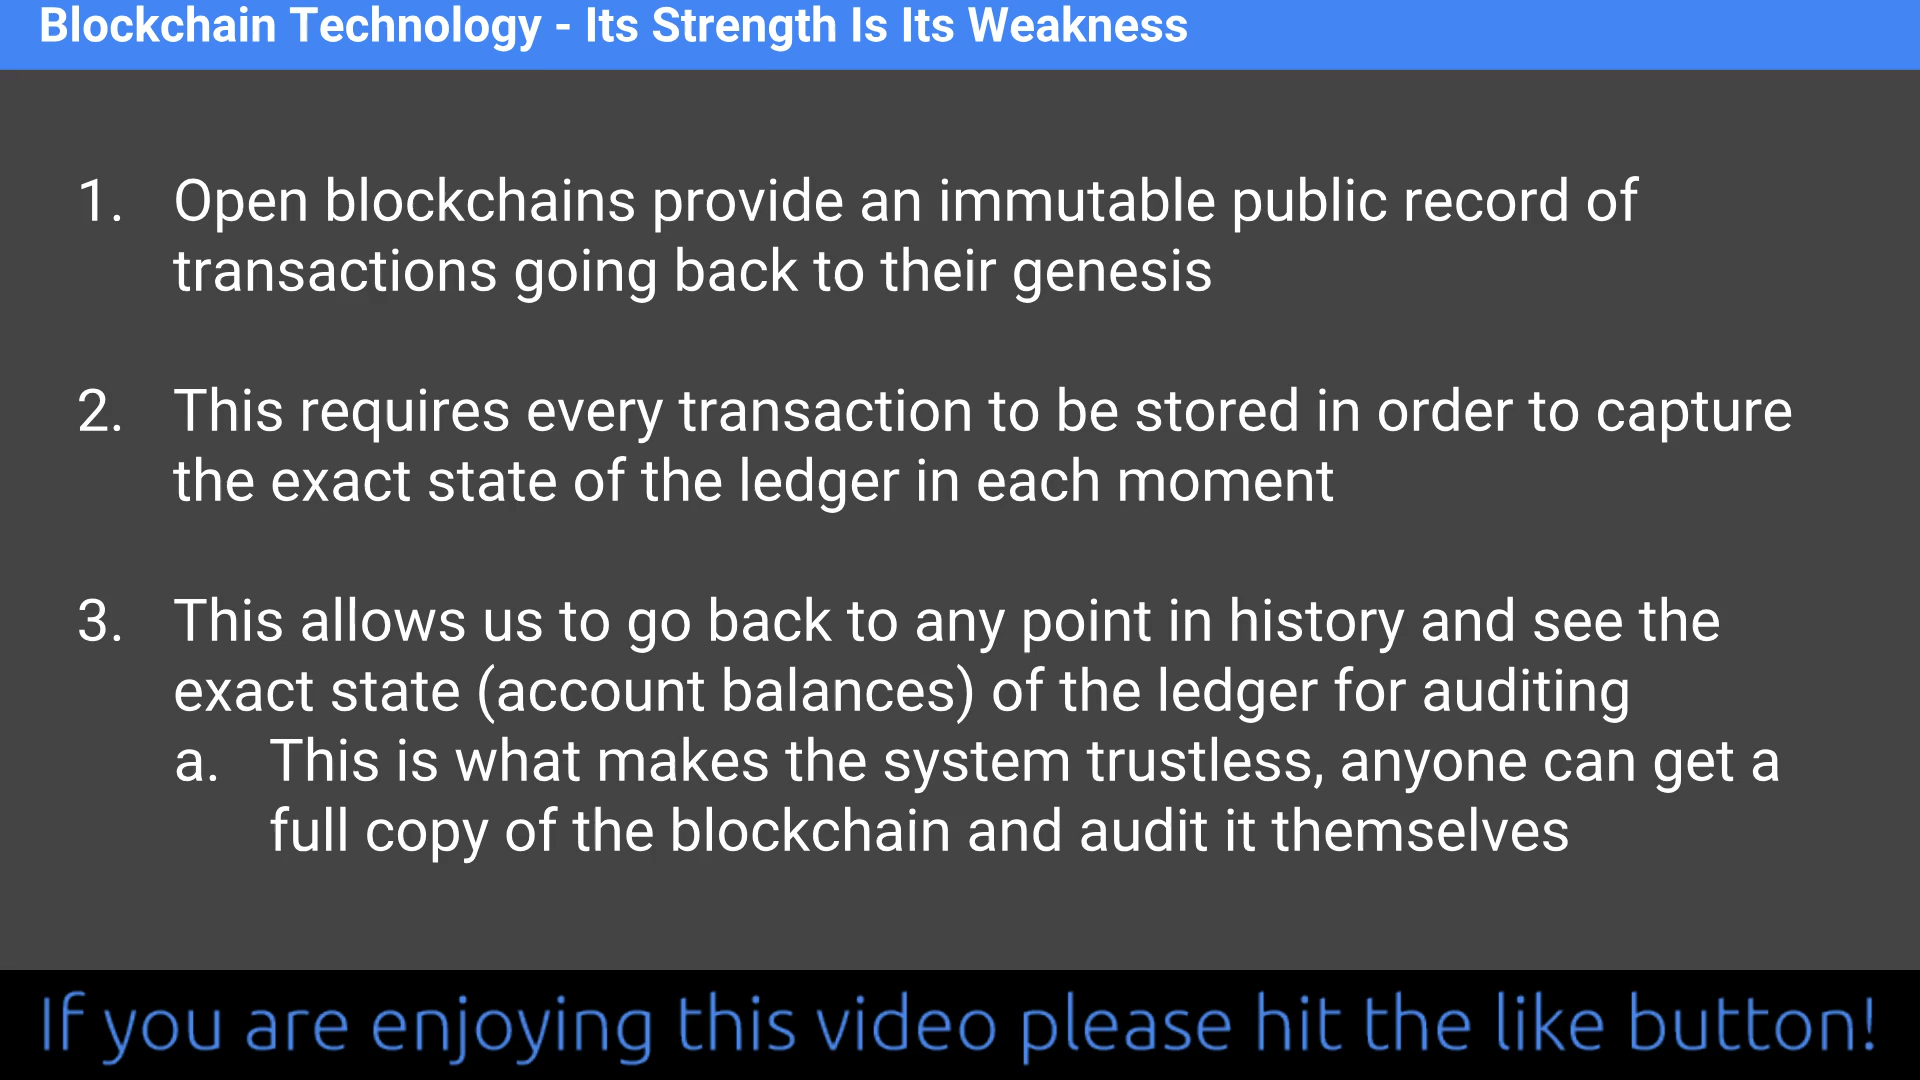 Blockchain Technology - Its Strength Is Its Weakness
1. Open blockchains provide an immutable public record of
transactions going back to their genesis
2. This requires every transaction to be stored in order to capture
the exact state of the ledger in each moment
3. This allows us to go back to any point in history and see the
exact state (account balances) of the ledger for auditing
a. This is what makes the system trustless, anyone can get a
full copy of the blockchain and audit it themselves
If you are enjoying this video please hit the like button!